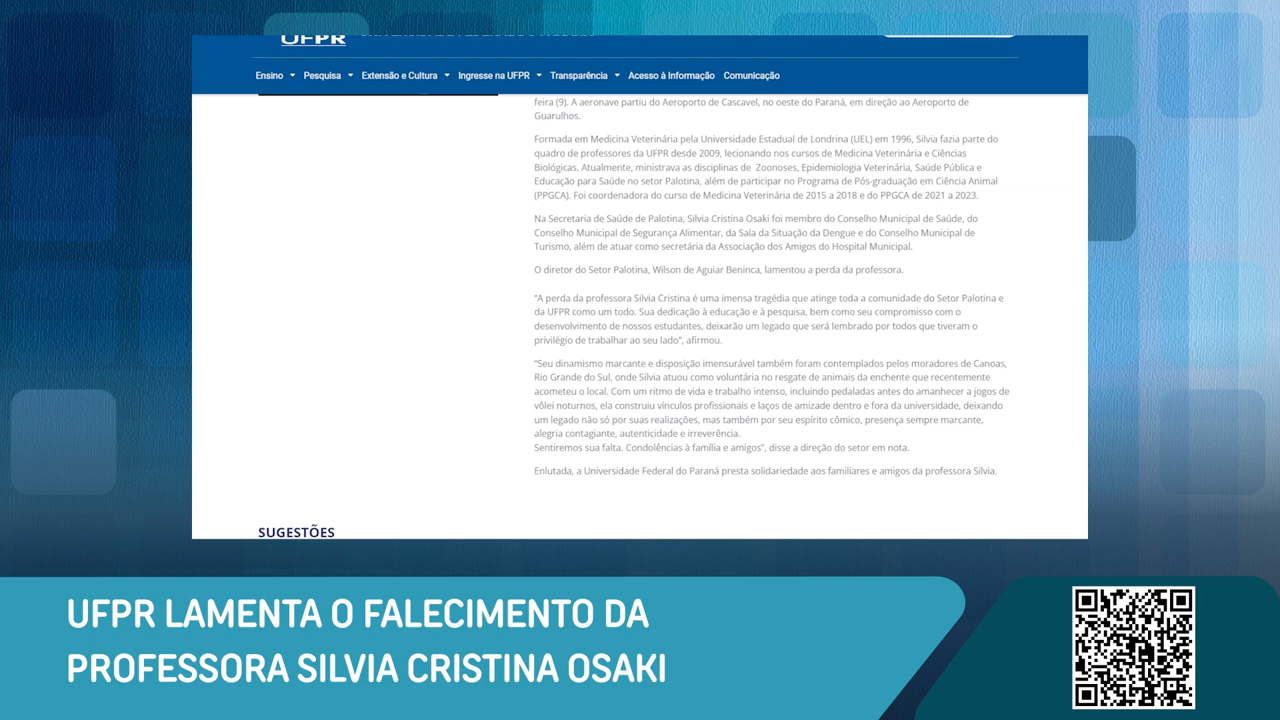 UFPR
Ensino Pesquisa Extensão e Cultura Ingresse na UFPR Transparência Acesso à Informação Comunicação
feira (9). A aeronave partiu do Aeroporto de Cascavel, no oeste do Paraná, em direção ao Aeroporto de
Guarulhos.
Formada em Medicina Veterinária pela Universidade Estadual de Londrina (UEL) em 1996, Silvia fazia parte do
quadro de professores da UFPR desde 2009, lecionando nos cursos de Medicina Veterinária e Ciências
Biológicas. Atualmente, ministrava as disciplinas de Zoonoses, Epidemiologia Veterinária, Saúde Pública e
Educação para Saúde no setor Palotina, além de participar no Programa de Pós-graduação em Ciência Animal
(PPGCA). Foi coordenadora do curso de Medicina Veterinária de 2015 a 2018 e do PPGCA de 2021 a 2023.
Na Secretaria de Saúde de Palotina, Silvia Cristina Osaki foi membro do Conselho Municipal de Saúde, do
Conselho Municipal de Segurança Alimentar, da Sala da Situação da Dengue e do Conselho Municipal de
Turismo, além de atuar como secretária da Associação dos Amigos do Hospital Municipal.
O diretor do Setor Palotina, Wilson de Aguiar Beninca, lamentou a perda da professora.
“A perda da professora Silvia Cristina é uma imensa tragédia que atinge toda a comunidade do Setor Palotina e
da UFPR como um todo. Sua dedicação à educação e à pesquisa, bem como seu compromisso com o
desenvolvimento de nossos estudantes, deixarão um legado que será lembrado por todos que tiveram o
privilégio de trabalhar ao seu lado”, afirmou.
“Seu dinamismo marcante e disposição imensurável também foram contemplados pelos moradores de Canoas,
Rio Grande do Sul, onde Silvia atuou como voluntária no resgate de animais da enchente que recentemente
acometeu o local. Com um ritmo de vida e trabalho intenso, incluindo pedaladas antes do amanhecer a jogos de
vôlei noturnos, ela construiu vínculos profissionais e laços de amizade dentro e fora da universidade, deixando
um legado não só por suas realizações, mas também por seu espírito cômico, presença sempre marcante,
alegria contagiante, autenticidade e irreverência.
Sentiremos sua falta. Condolências à família e amigos”, disse a direção do setor em nota.
Enlutada, a Universidade Federal do Paraná presta solidariedade aos familiares e amigos da professora Silvia.
SUGESTÕES
UFPR LAMENTA O FALECIMENTO DA
PROFESSORA SILVIA CRISTINA OSAKI